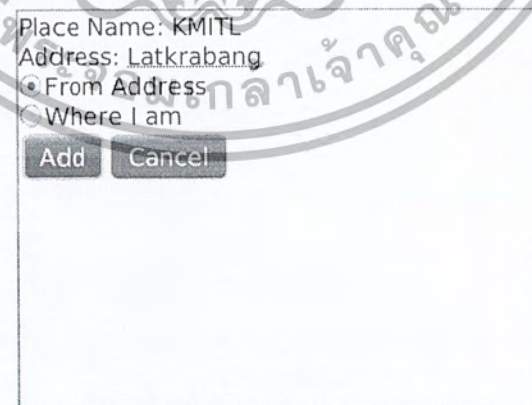 Place Name: KMITL
Address: Latkrabang
From Address
Where I am
Add Cancel